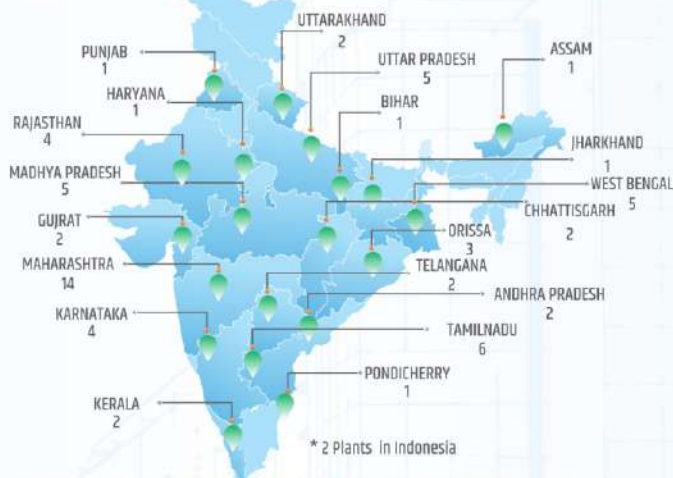 UTTARAKHAND
2
PUNJAB
1
UTTAR PRADESH
5
ASSAM
1
HARYANA
1
BIHAR
1
RAJASTHAN
4
JHARKHAND
1
MADHYA PRADESH
5
WEST BENGAL
5
CHHATTISGARH
2
GUJRAT
2
ORISSA
3
MAHARASHTRA
14
TELANGANA
2
ANDHRA PRADESH
2
KARNATAKA
4
TAMILNADU
6
PONDICHERRY
1
KERALA
2
* 2 Plants in Indonesia